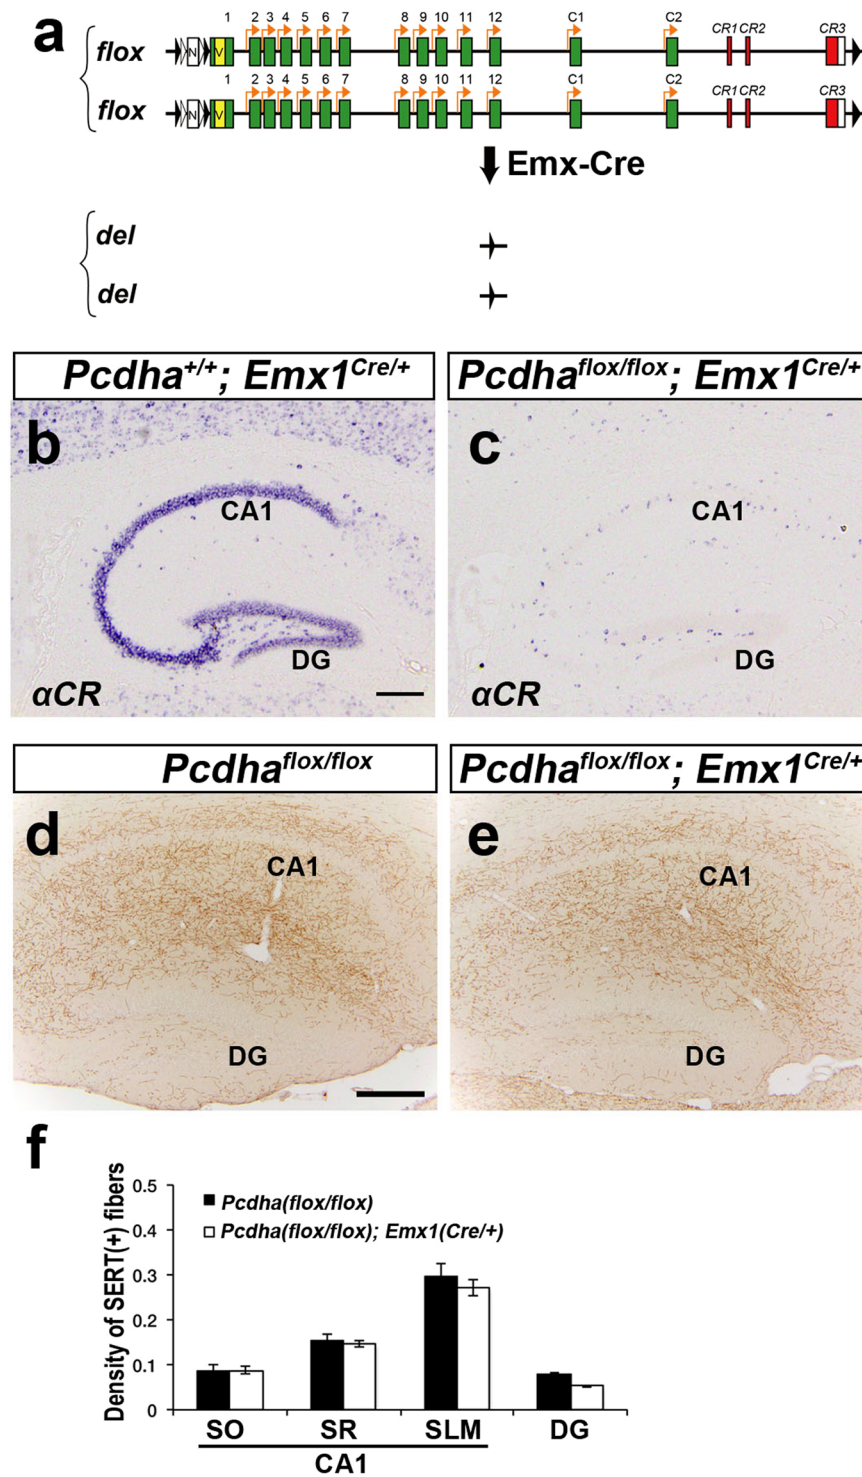 a
1 2 3 4 5 6 7 8 9 10 11 12 C1 C2 CR1 CR2 CR3
flox N V
1 2 3 4 5 6 7 8 9 10 11 12 C1 C2 CR1 CR2 CR3
flox N V
Emx-Cre
del
del
Pcdha+/+; Emx1Cre/+ Pcdhaflox/flox; Emx1Cre/+
b c
CA1 CA1
DG DG
αCR αCR
Pcdhaflox/flox Pcdhaflox/flox; Emx1Cre/+
d e
CA1 CA1
DG DG
f
Density of SERT(+) fibers
0.5
0.4
0.3
0.2
0.1
0
Pcdha(flox/flox)
Pcdha(flox/flox); Emx1(Cre/+)
SO SR SLM DG
CA1